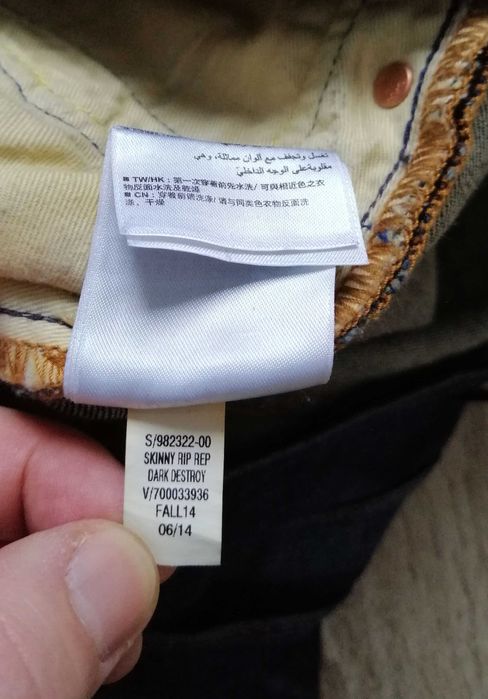 تغسل وتجفف مع ألوان مماثلة، وهي
مقلوبة على الوجه الداخلي
■ TW/HK : 第一次穿着前先水洗/ 可與相近色之衣
物反面水洗及乾燥
■ CN : 穿着前请洗涤/ 请与同类色衣物反面洗
涤、干燥
S/982322-00
SKINNY RIP REP
DARK DESTROY
V/700033936
FALL14
06/14